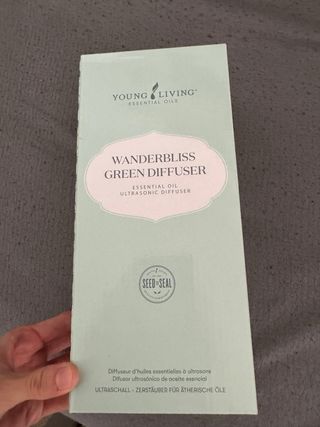 YOUNG LIVING™
ESSENTIAL OILS
WANDERBLISS
GREEN DIFFUSER
ESSENTIAL OIL
ULTRASONIC DIFFUSER
SEED TO SEAL
Diffuseur d'huiles essentielles à ultrasons
Difusor ultrasónico de aceite esencial
ULTRASCHALL - ZERSTÄUBER FÜR ÄTHERISCHE ÖLE